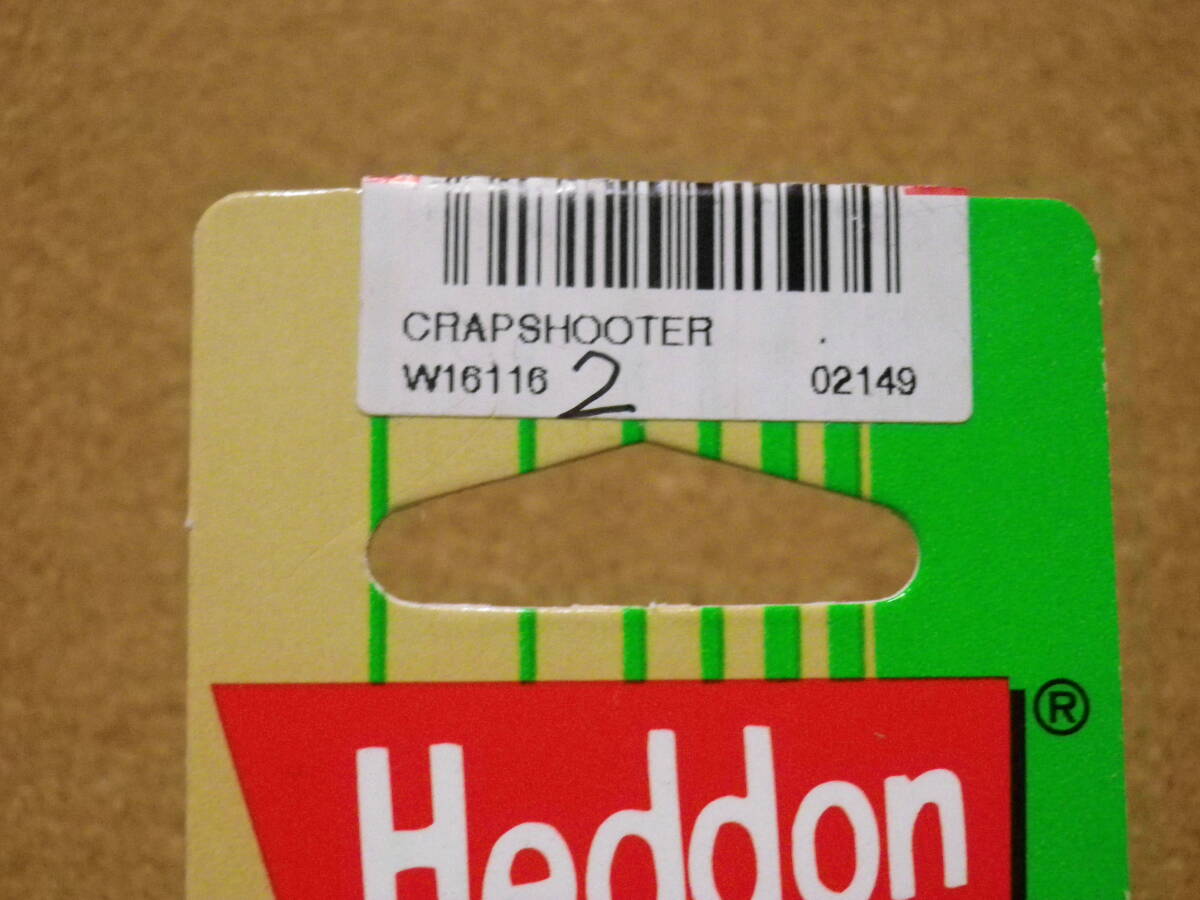 CRAPSHOOTER
W16116 2 02149
®
Heddon